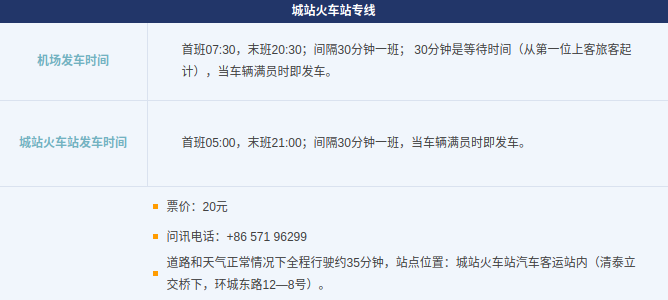 城站火车站专线
机场发车时间
首班07:30，末班20:30；间隔30分钟一班； 30分钟是等待时间（从第一位上客旅客起
计），当车辆满员时即发车。
城站火车站发车时间
首班05:00，末班21:00；间隔30分钟一班，当车辆满员时即发车。
票价：20元
问讯电话：+86 571 96299
道路和天气正常情况下全程行驶约35分钟，站点位置：城站火车站汽车客运站内（清泰立
交桥下，环城东路12—8号）。